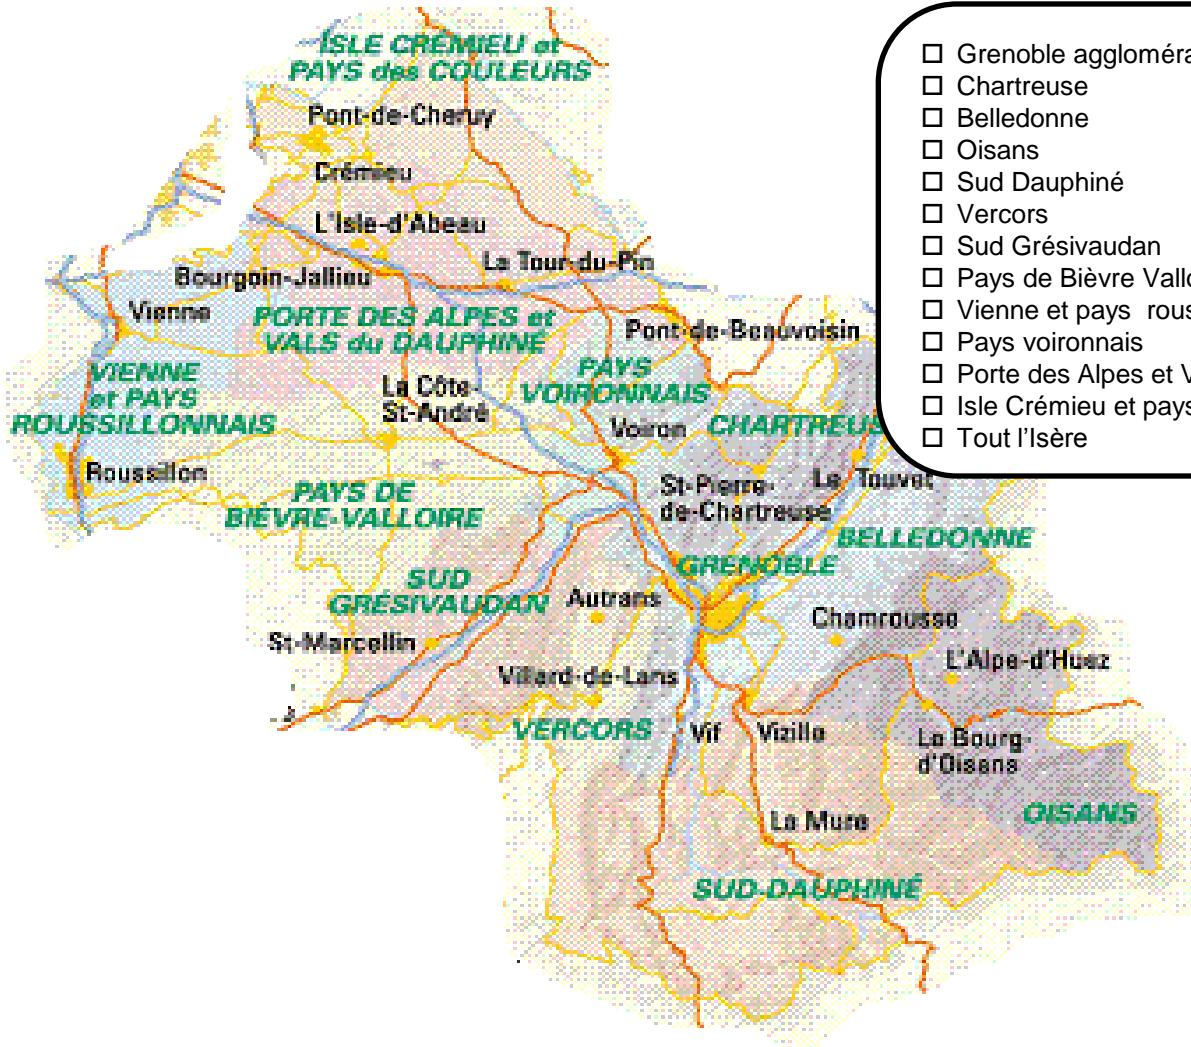 ISLE CRÉMIEU et
PAYS des COULEURS
Pont-de-Cheruy
Crémieu
L'Isle-d'Abeau
Bourgoin-Jallieu
La Tour-du-Pin
Vienne
PORTE DES ALPES et
VALS du DAUPHINÉ
Pont-de-Beauvoisin
VIENNE
et PAYS
ROUSSILLONNAIS
La Côte-
St-André
PAYS
VOIRONNAIS
Voiron
CHARTREUS
Roussillon
PAYS DE
BIÈVRE-VALLOIRE
St-Pierre-
de-Chartreuse
Le Touvet
BELLEDONNE
GRENOBLE
SUD
GRÉSIVAUDAN
Autrans
Chamrousse
St-Marcellin
Villard-de-Lans
L'Alpe-d'Huez
VERCORS
Vif
Vizille
Le Bourg-
d'Oisans
OISANS
La Mure
SUD-DAUPHINÉ
Grenoble aggloméra
Chartreuse
Belledonne
Oisans
Sud Dauphiné
Vercors
Sud Grésivaudan
Pays de Bièvre Vallo
Vienne et pays rous
Pays voironnais
Porte des Alpes et V
Isle Crémieu et pays
Tout l'Isère